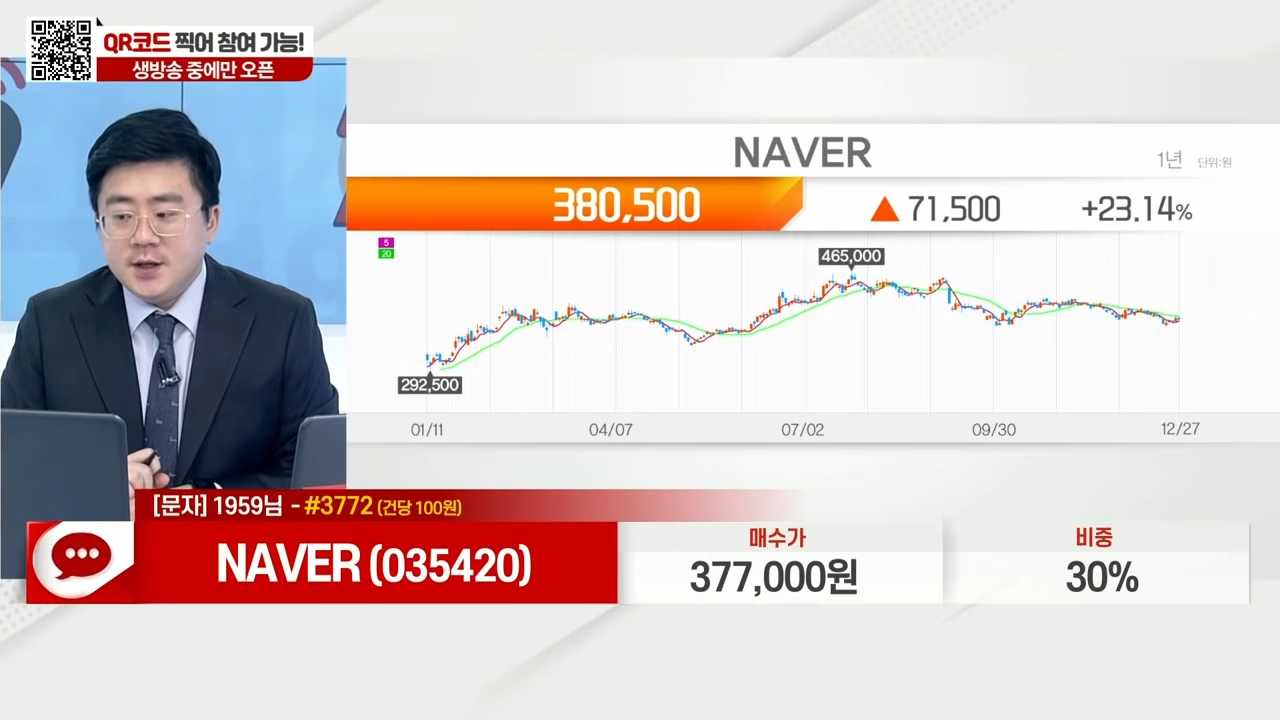 QR코드 찍어 참여 가능!
생방송 중에만 오픈
NAVER
1년 단위:원
380,500 ▲ 71,500 +23.14%
5
20
465,000
292,500
01/11 04/07 07/02 09/30 12/27
[문자] 1959님 - #3772 (건당 100원)
NAVER (035420)
매수가
377,000원
비중
30%